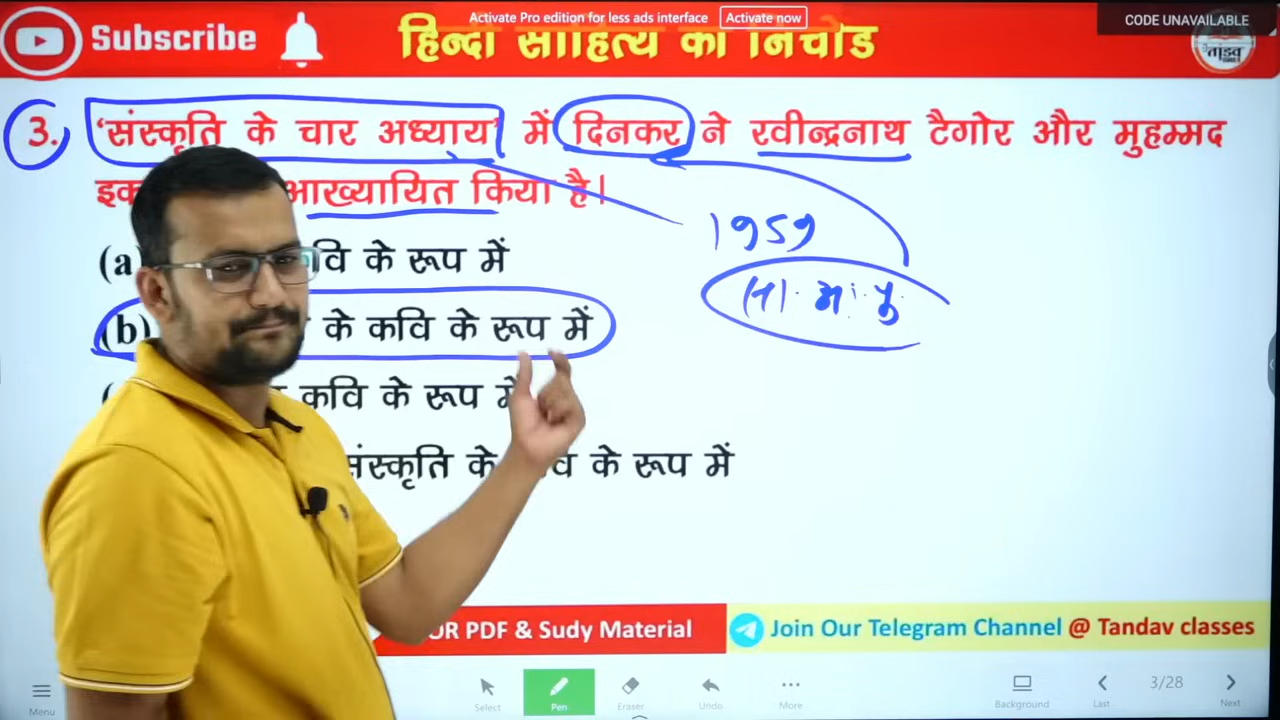 Activate Pro edition for less ads interface Activate now
CODE UNAVAILABLE
Subscribe हिन्दी साहित्य का निचोड़
3. 'संस्कृति के चार अध्याय' में दिनकर ने रवीन्द्रनाथ टैगोर और मुहम्मद
आख्यायित किया है।
1959
(a के रूप में
(b) के कवि के रूप में
कवि के रूप में
संस्कृति के के रूप में
PDF & Sudy Material
Join Our Telegram Channel @ Tandav classes
Menu Select Pen Eraser Undo More Background Last 3/28 Next